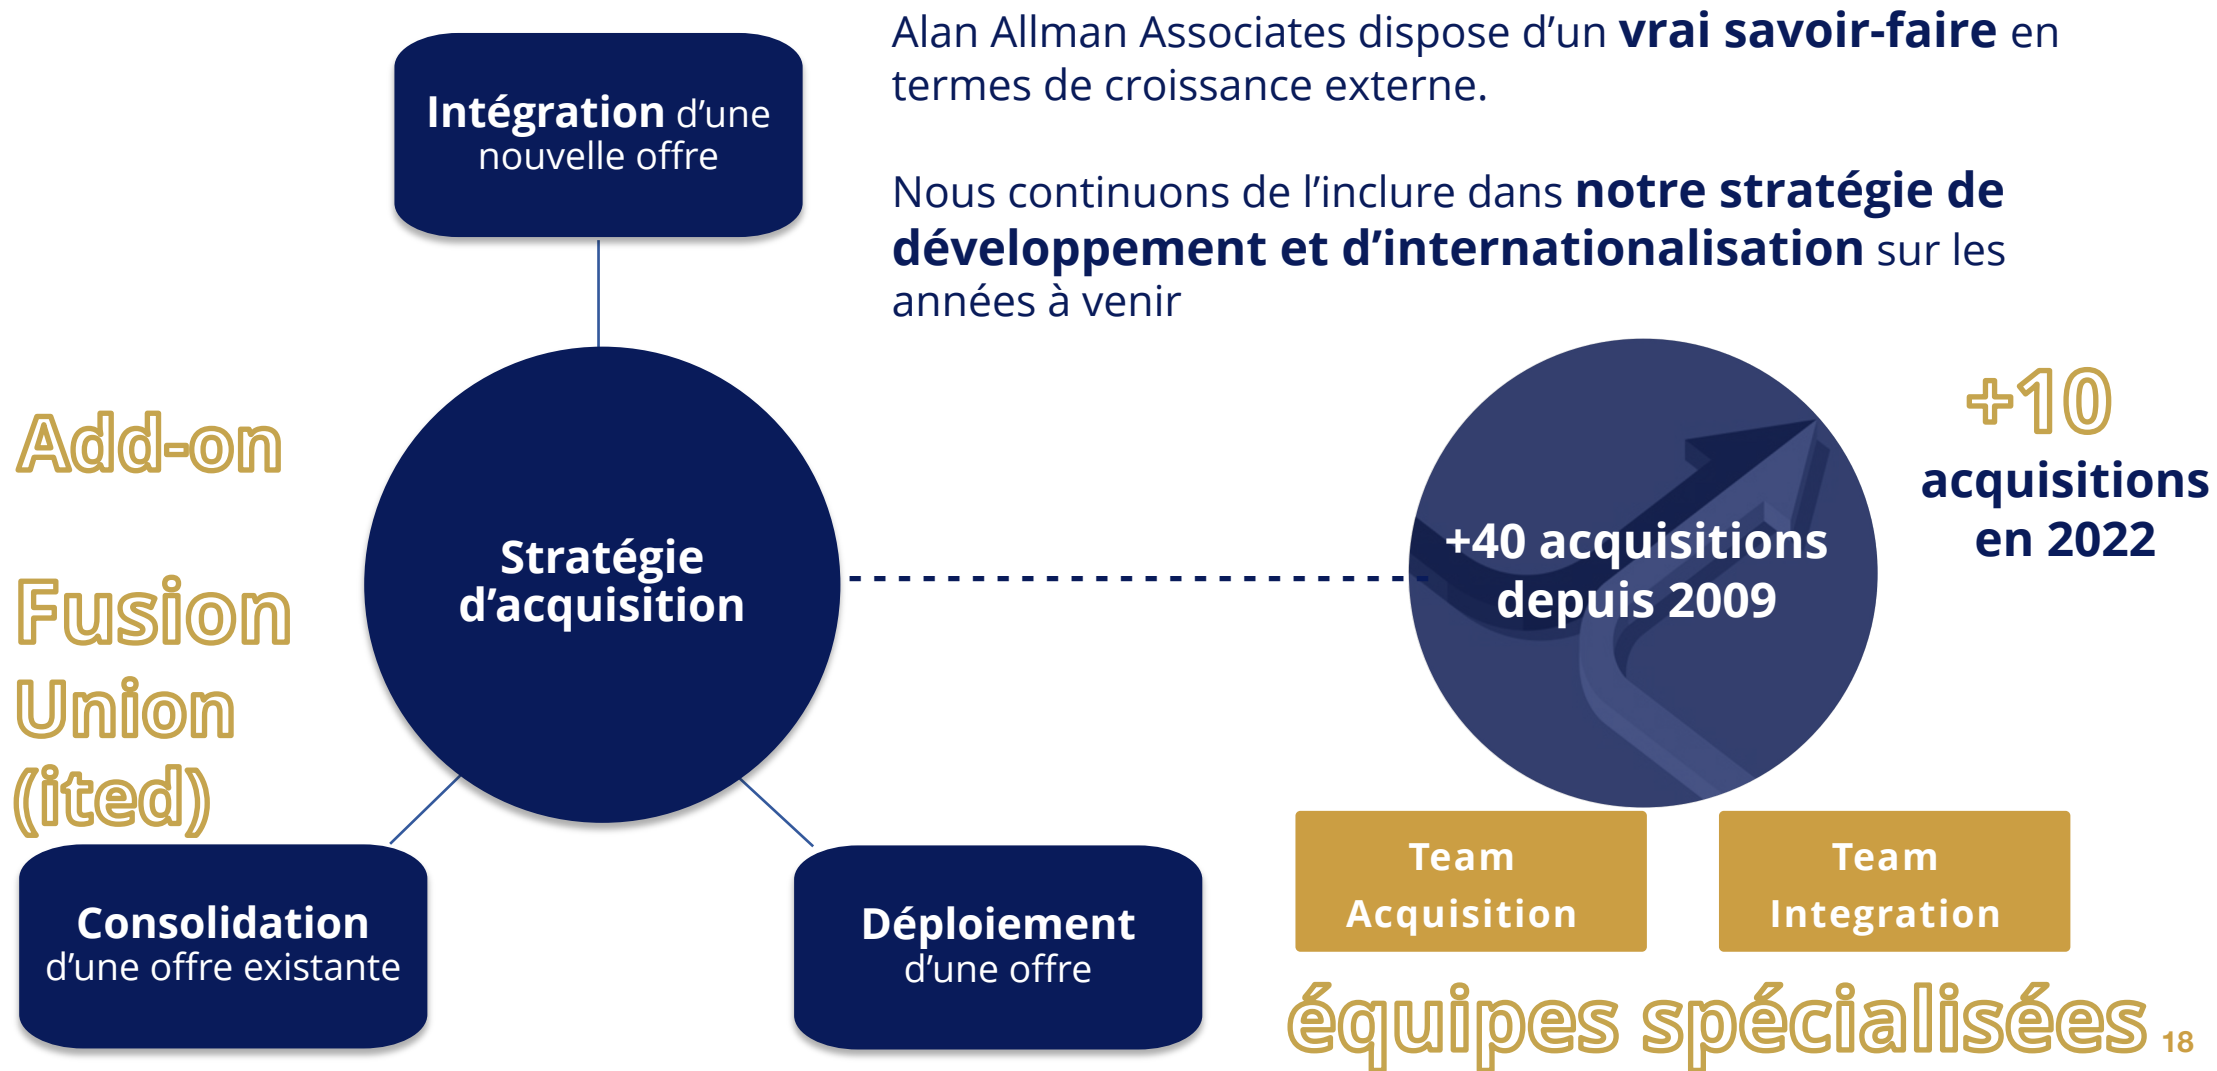 Alan Allman Associates dispose d’un vrai savoir-faire en
termes de croissance externe.
Nous continuons de l’inclure dans notre stratégie de
développement et d’internationalisation sur les
années à venir
Intégration d’une
nouvelle offre
Add-on
Fusion
Union
(ited)
Stratégie
d’acquisition
Consolidation
d’une offre existante
Déploiement
d’une offre
+40 acquisitions
depuis 2009
+10
acquisitions
en 2022
Team
Acquisition
Team
Integration
équipes spécialisées
18